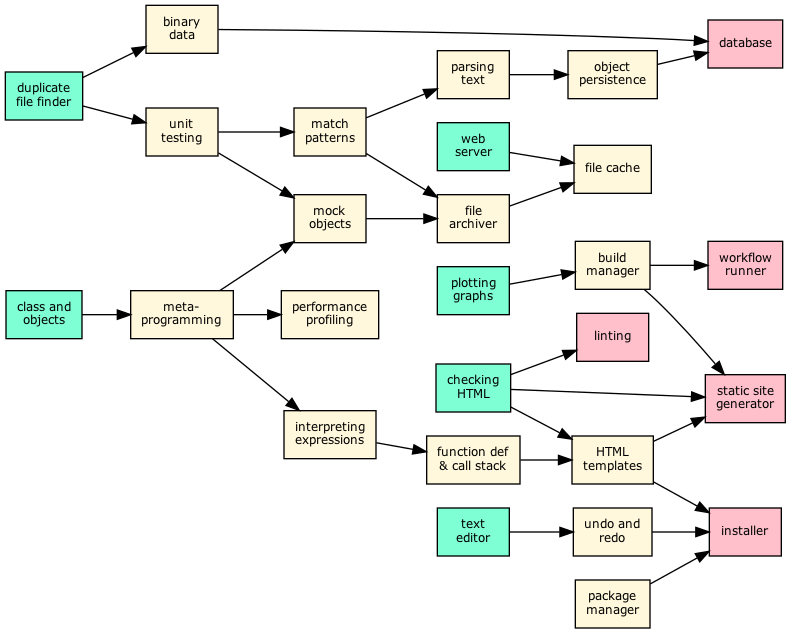 binary
data
database
duplicate
file finder
parsing
text
object
persistence
unit
testing
match
patterns
web
server
file cache
mock
objects
file
archiver
build
manager
workflow
runner
plotting
graphs
class and
objects
meta-
programming
performance
profiling
linting
checking
HTML
static site
generator
interpreting
expressions
function def
& call stack
HTML
templates
text
editor
undo and
redo
installer
package
manager